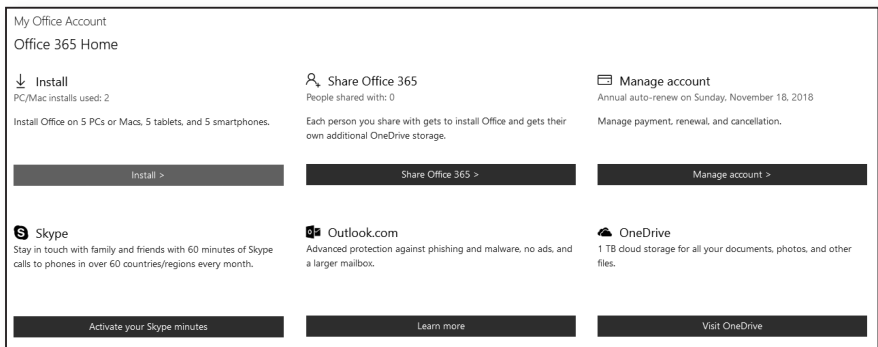 My Office Account
Office 365 Home
Install
PC/Mac installs used: 2
Install Office on 5 PCs or Macs, 5 tablets, and 5 smartphones.
Install >
Share Office 365
People shared with: 0
Each person you share with gets to install Office and gets their
own additional OneDrive storage.
Share Office 365 >
Manage account
Annual auto-renew on Sunday, November 18, 2018
Manage payment, renewal, and cancellation.
Manage account >
Skype
Stay in touch with family and friends with 60 minutes of Skype
calls to phones in over 60 countries/regions every month.
Activate your Skype minutes
Outlook.com
Advanced protection against phishing and malware, no ads, and
a larger mailbox.
Learn more
OneDrive
1 TB cloud storage for all your documents, photos, and other
files.
Visit OneDrive